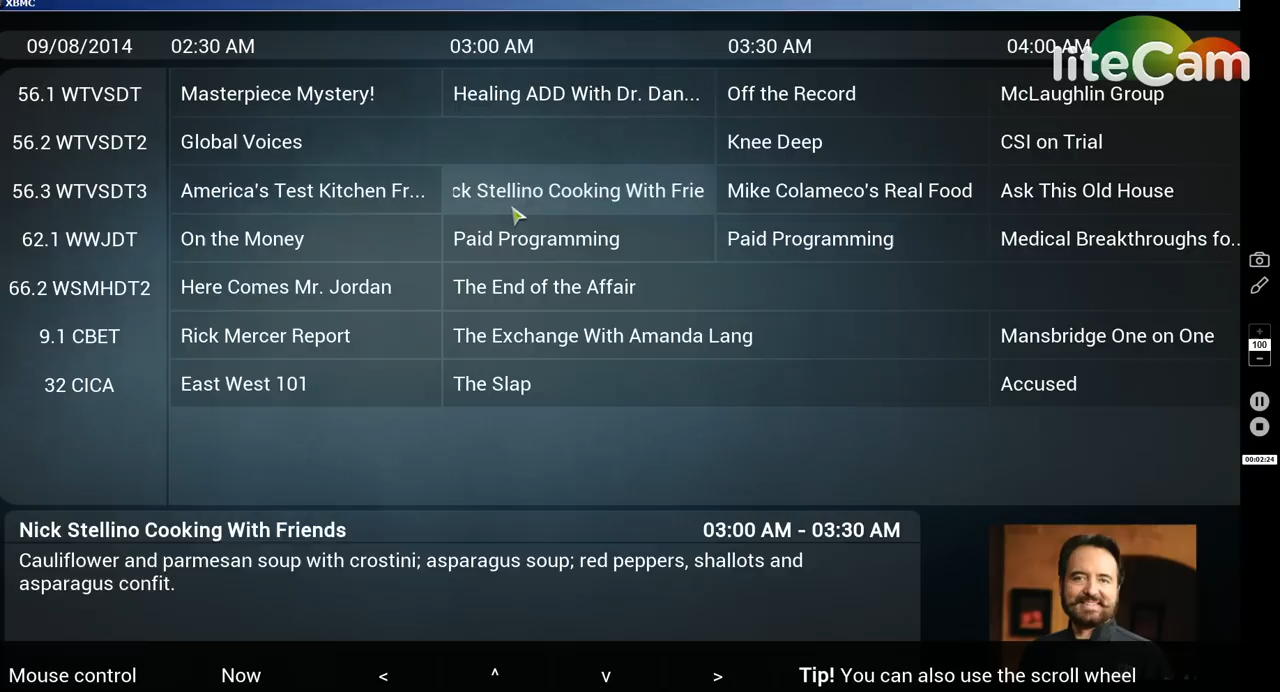 XBMC
09/08/2014 02:30 AM 03:00 AM 03:30 AM 04:00 AM
liteCam
56.1 WTVSDT Masterpiece Mystery! Healing ADD With Dr. Dan... Off the Record McLaughlin Group
56.2 WTVSDT2 Global Voices Knee Deep CSI on Trial
56.3 WTVSDT3 America's Test Kitchen Fr... ck Stellino Cooking With Frie Mike Colameco's Real Food Ask This Old House
62.1 WWJDT On the Money Paid Programming Paid Programming Medical Breakthroughs fo...
66.2 WSMHDT2 Here Comes Mr. Jordan The End of the Affair
9.1 CBET Rick Mercer Report The Exchange With Amanda Lang Mansbridge One on One
32 CICA East West 101 The Slap Accused
+
100
-
00:02:24
Nick Stellino Cooking With Friends 03:00 AM - 03:30 AM
Cauliflower and parmesan soup with crostini; asparagus soup; red peppers, shallots and
asparagus confit.
Mouse control Now < ^ v > Tip! You can also use the scroll wheel